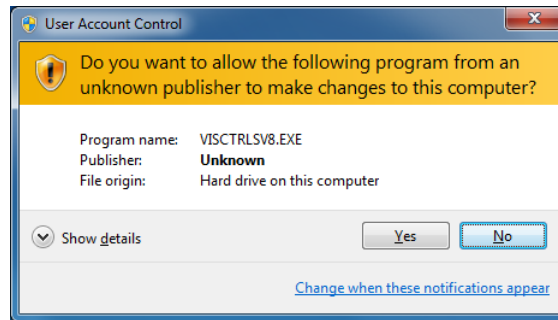 User Account Control
Do you want to allow the following program from an
unknown publisher to make changes to this computer?
Program name: VISCTRLSV8.EXE
Publisher: Unknown
File origin: Hard drive on this computer
Show details Yes No
Change when these notifications appear